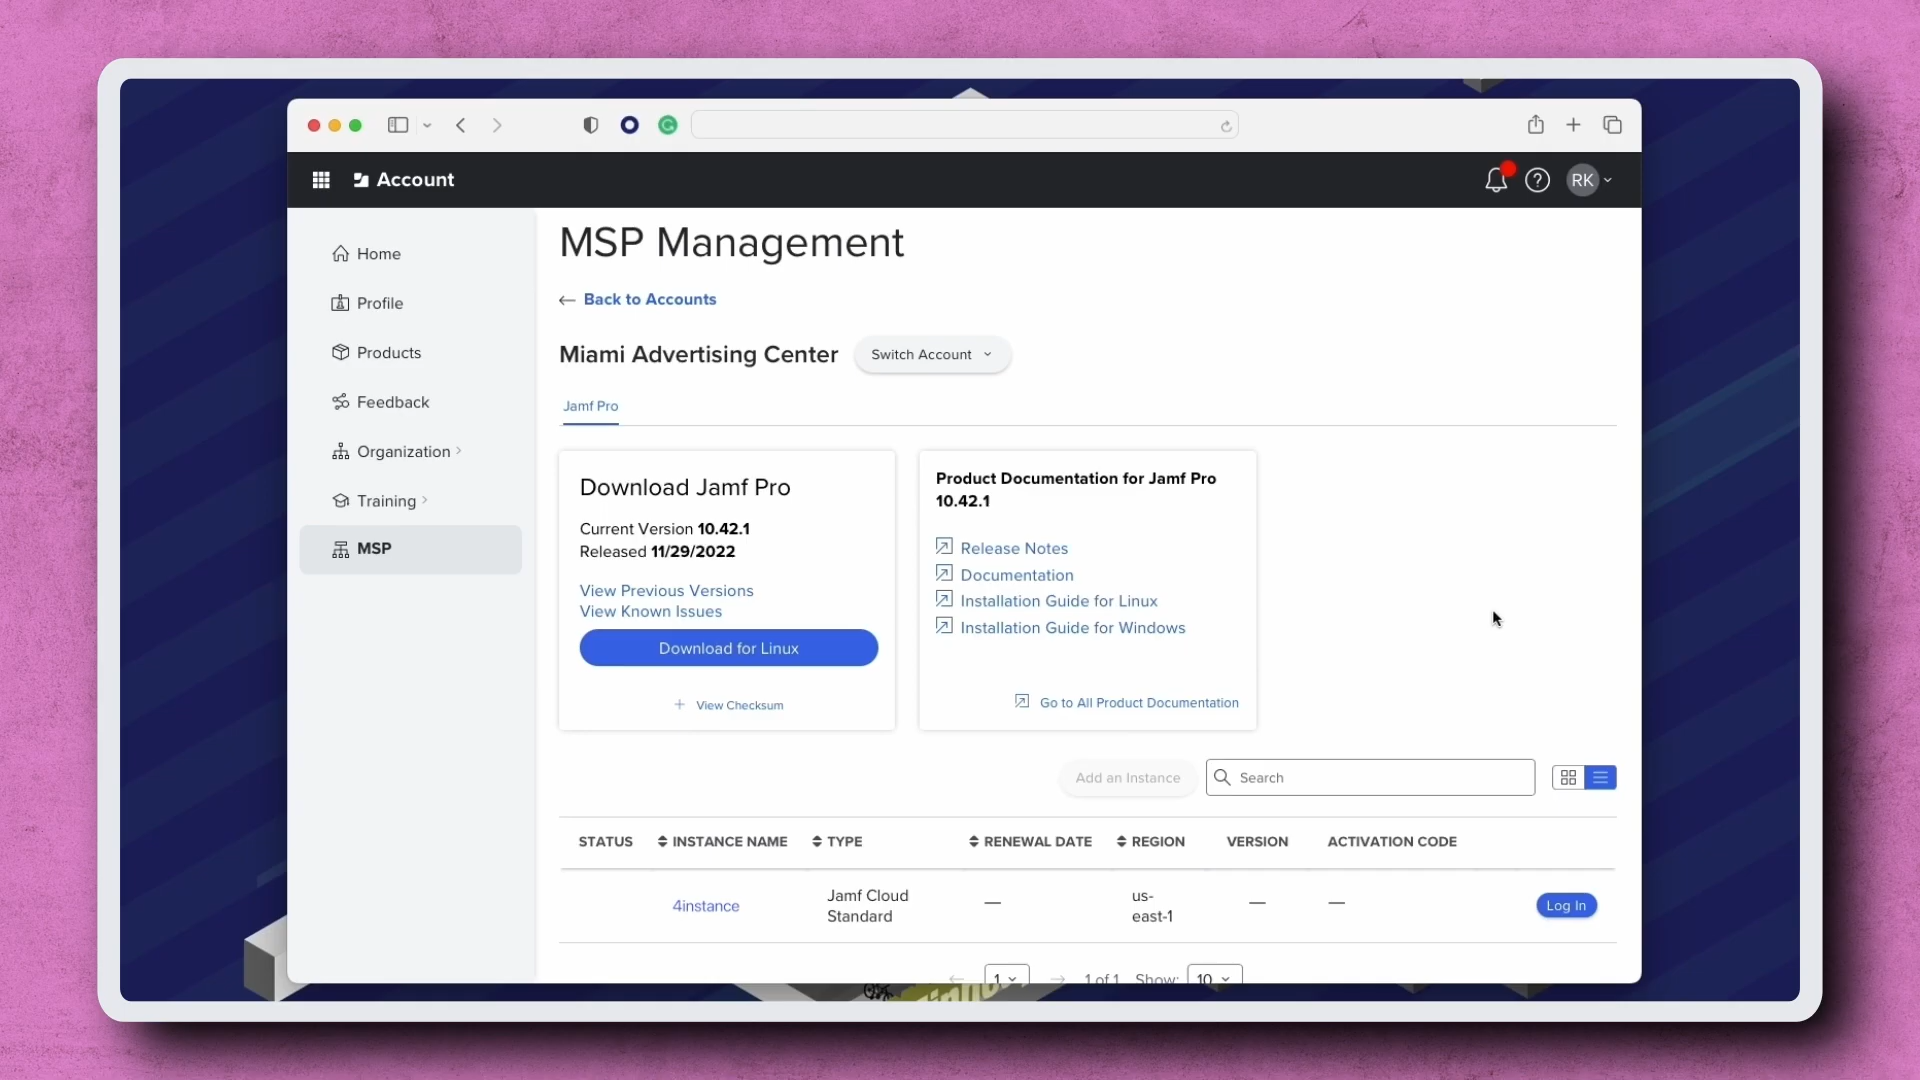 Account
RK
Home
Profile
Products
Feedback
Organization
Training
MSP
MSP Management
Back to Accounts
Miami Advertising Center
Switch Account
Jamf Pro
Download Jamf Pro
Current Version 10.42.1
Released 11/29/2022
View Previous Versions
View Known Issues
Download for Linux
+ View Checksum
Product Documentation for Jamf Pro
10.42.1
Release Notes
Documentation
Installation Guide for Linux
Installation Guide for Windows
Go to All Product Documentation
Add an Instance
Search
STATUS INSTANCE NAME TYPE RENEWAL DATE REGION VERSION ACTIVATION CODE
4instance
Jamf Cloud
Standard
—
us-
east-1
—
—
Log In
1
1 of 1 Show: 10